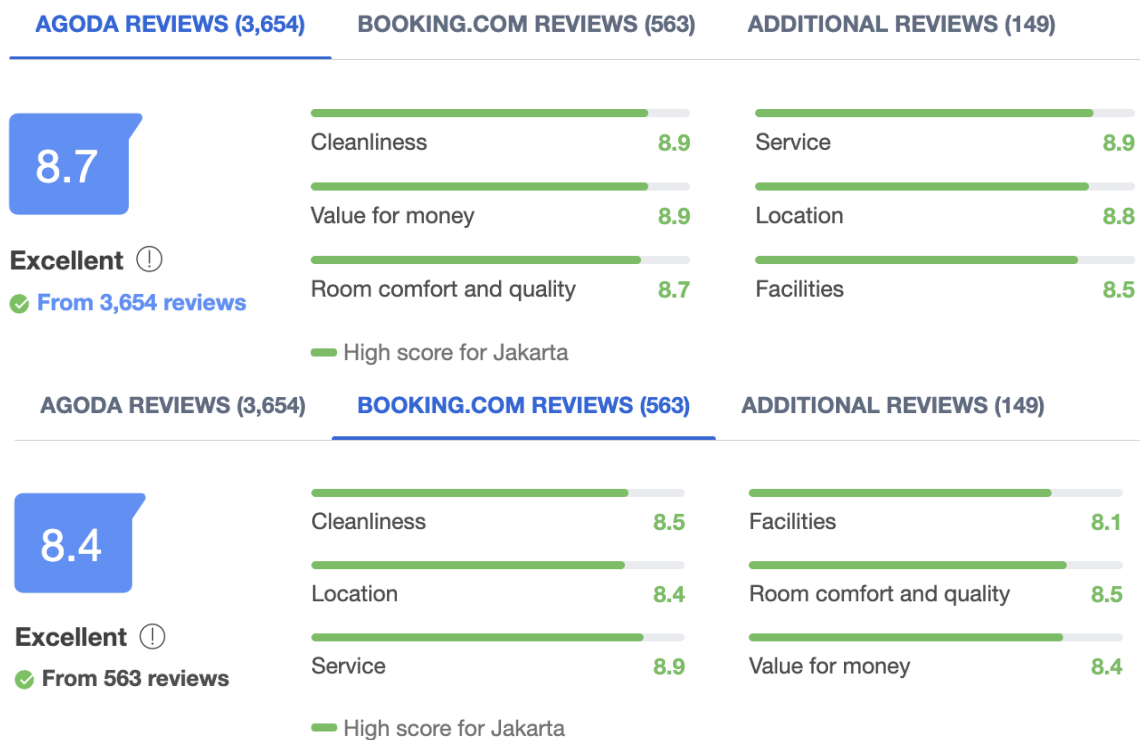 AGODA REVIEWS (3,654) BOOKING.COM REVIEWS (563) ADDITIONAL REVIEWS (149)
8.7
Excellent
From 3,654 reviews
Cleanliness 8.9
Service 8.9
Value for money 8.9
Location 8.8
Room comfort and quality 8.7
Facilities 8.5
High score for Jakarta
AGODA REVIEWS (3,654) BOOKING.COM REVIEWS (563) ADDITIONAL REVIEWS (149)
8.4
Excellent
From 563 reviews
Cleanliness 8.5
Facilities 8.1
Location 8.4
Room comfort and quality 8.5
Service 8.9
Value for money 8.4
High score for Jakarta